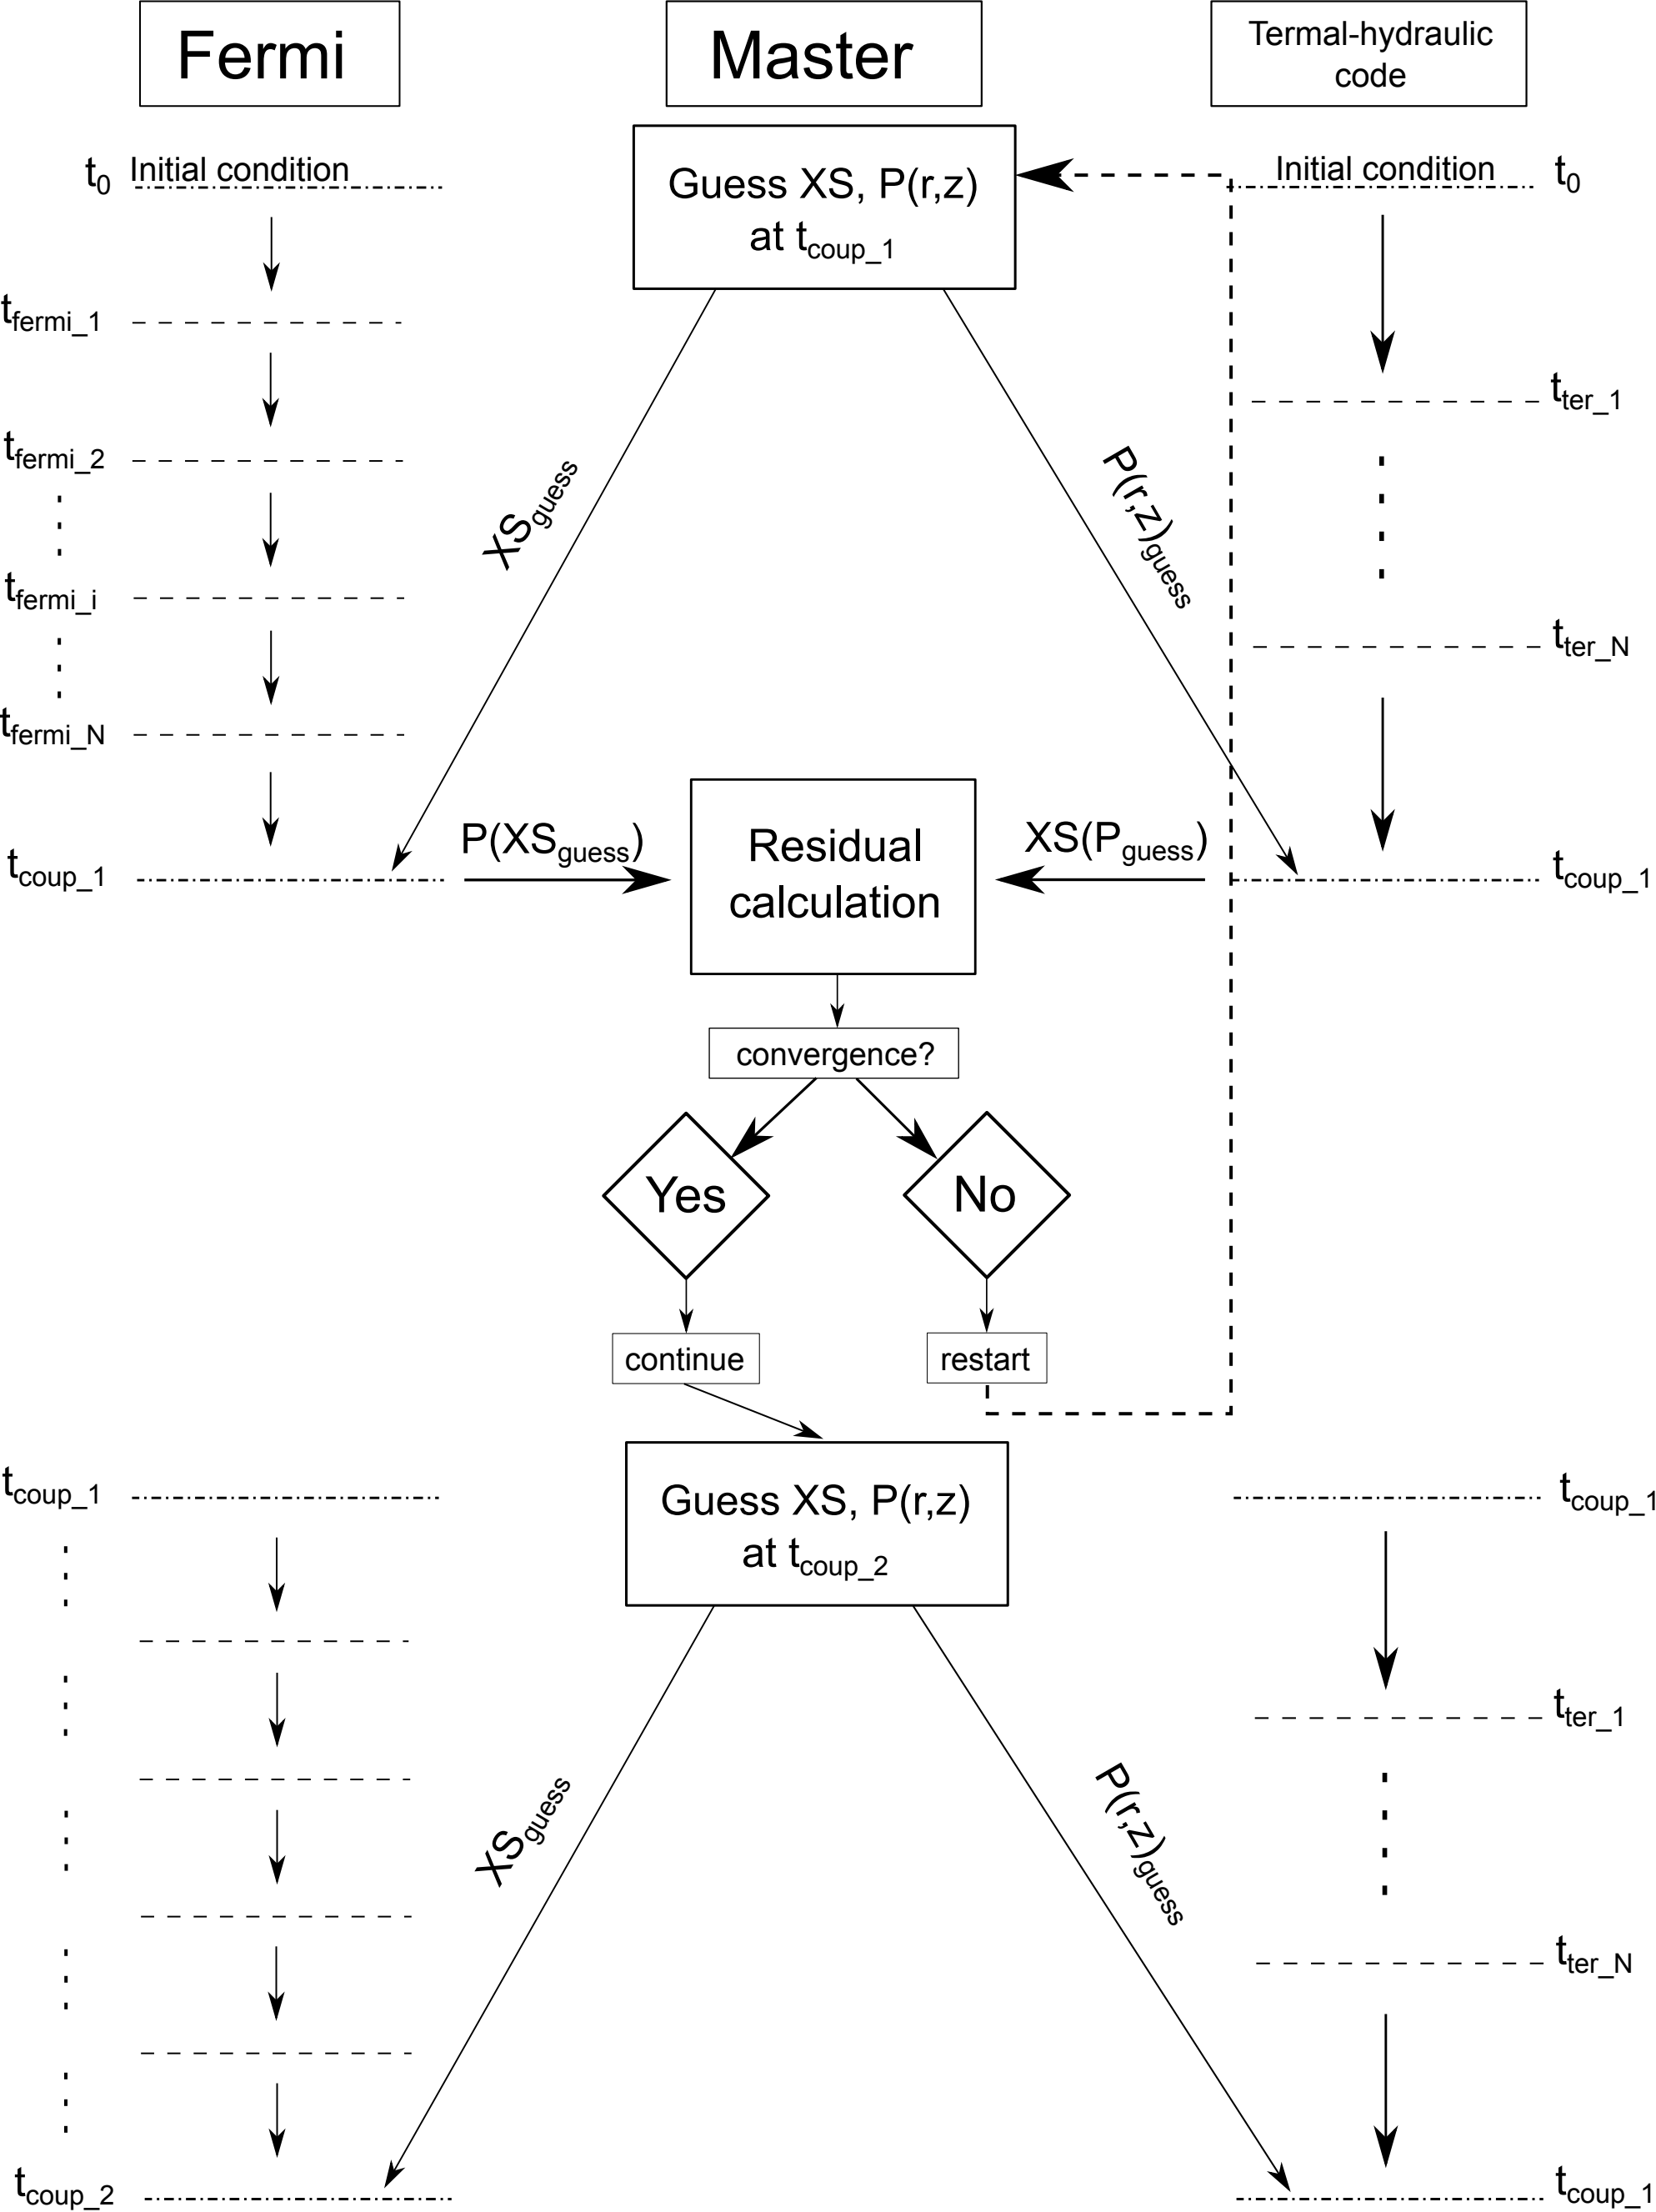 Fermi
Master
Termal-hydraulic
code
t0
Initial condition
Guess XS, P(r,z)
at tcoup_1
Initial condition
t0
tfermi_1
tter_1
tfermi_2
XSguess
P(r,z)guess
tfermi_i
tter_N
tfermi_N
tcoup_1
P(XSguess)
Residual
calculation
XS(Pguess)
tcoup_1
convergence?
Yes
No
continue
restart
tcoup_1
Guess XS, P(r,z)
at tcoup_2
tcoup_1
tter_1
XSguess
P(r,z)guess
tter_N
tcoup_2
tcoup_1